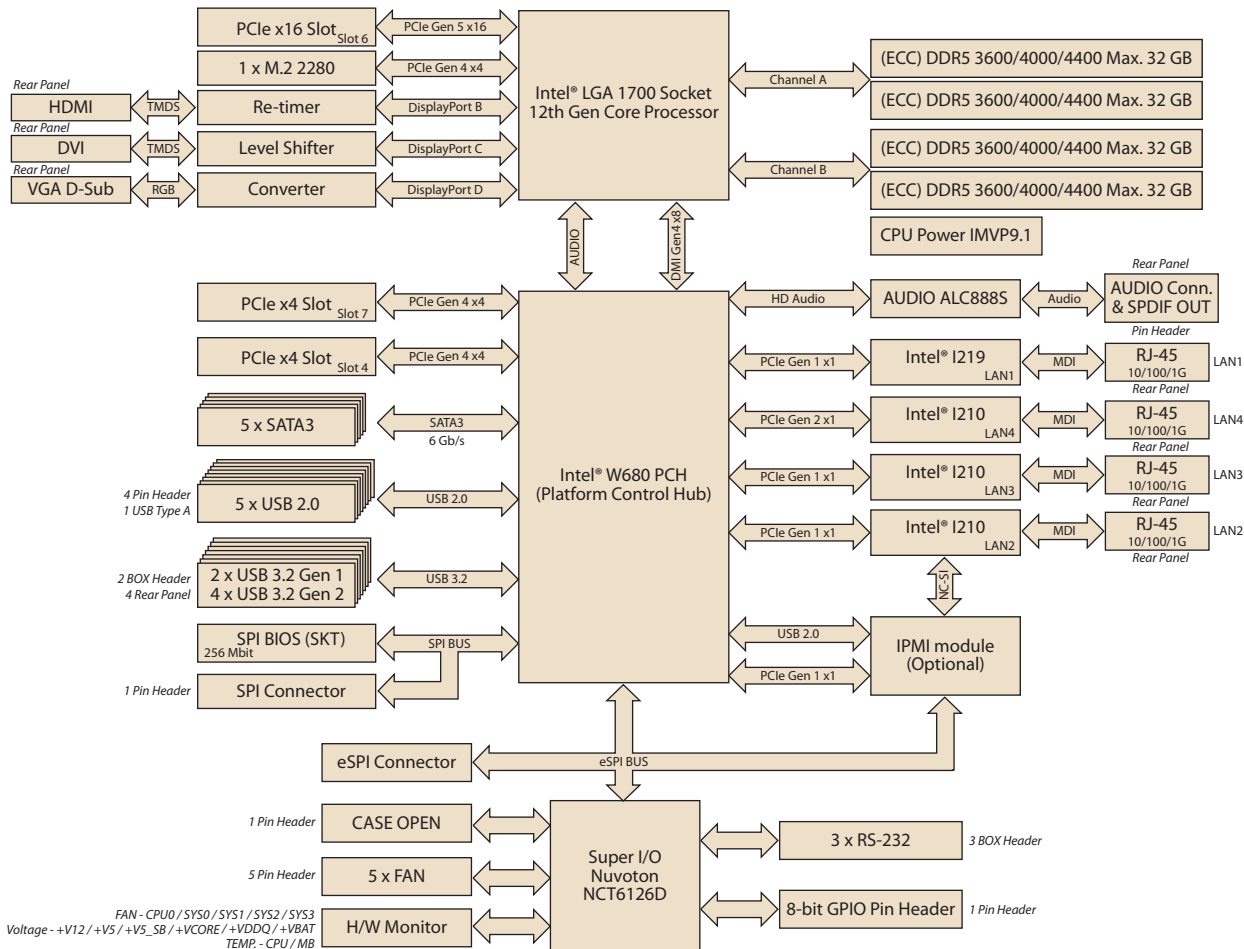 PCIe x16 Slot
Slot 6
PCIe Gen 5 x16
1 x M.2 2280
PCIe Gen 4 x4
Rear Panel
HDMI
TMDS
Re-timer
DisplayPort B
Rear Panel
DVI
TMDS
Level Shifter
DisplayPort C
Rear Panel
VGA D-Sub
RGB
Converter
DisplayPort D
Intel® LGA 1700 Socket
12th Gen Core Processor
Channel A
(ECC) DDR5 3600/4000/4400 Max. 32 GB
(ECC) DDR5 3600/4000/4400 Max. 32 GB
Channel B
(ECC) DDR5 3600/4000/4400 Max. 32 GB
(ECC) DDR5 3600/4000/4400 Max. 32 GB
CPU Power IMVP9.1
AUDIO
DMI Gen4 x8
PCIe x4 Slot
Slot 7
PCIe Gen 4 x4
PCIe x4 Slot
Slot 4
PCIe Gen 4 x4
5 x SATA3
SATA3
6 Gb/s
4 Pin Header
1 USB Type A
5 x USB 2.0
USB 2.0
2 BOX Header
4 Rear Panel
2 x USB 3.2 Gen 1
4 x USB 3.2 Gen 2
USB 3.2
SPI BIOS (SKT)
256 Mbit
SPI BUS
1 Pin Header
SPI Connector
Intel® W680 PCH
(Platform Control Hub)
HD Audio
AUDIO ALC888S
Audio
Rear Panel
AUDIO Conn.
& SPDIF OUT
Pin Header
PCIe Gen 1 x1
Intel® I219
LAN1
MDI
RJ-45
10/100/1G
LAN1
Rear Panel
PCIe Gen 2 x1
Intel® I210
LAN4
MDI
RJ-45
10/100/1G
LAN4
Rear Panel
PCIe Gen 1 x1
Intel® I210
LAN3
MDI
RJ-45
10/100/1G
LAN3
Rear Panel
PCIe Gen 1 x1
Intel® I210
LAN2
MDI
RJ-45
10/100/1G
LAN2
Rear Panel
NC-SI
USB 2.0
PCIe Gen 1 x1
IPMI module
(Optional)
eSPI Connector
eSPI BUS
1 Pin Header
CASE OPEN
5 Pin Header
5 x FAN
FAN - CPU0 / SYS0 / SYS1 / SYS2 / SYS3
Voltage - +V12 / +V5 / +V5_SB / +VCORE / +VDDQ / +VBAT
TEMP. - CPU / MB
H/W Monitor
Super I/O
Nuvoton
NCT6126D
3 x RS-232
3 BOX Header
8-bit GPIO Pin Header
1 Pin Header